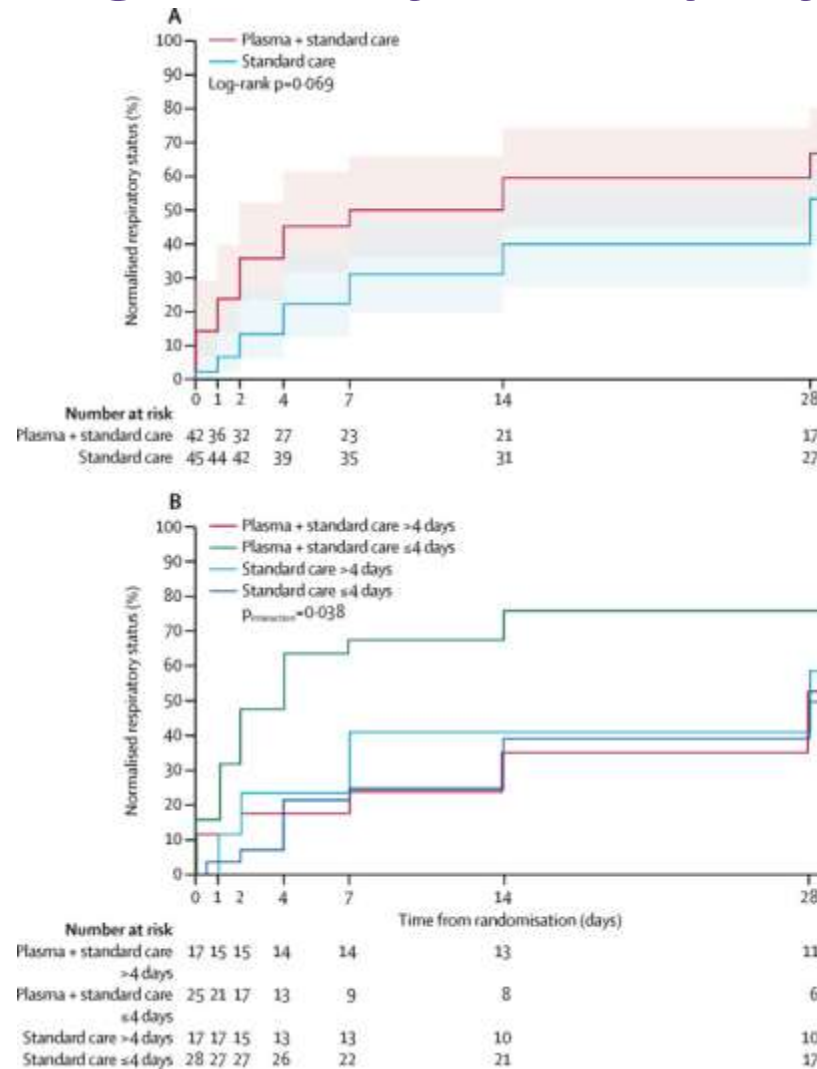 A
100
90
80
70
60
50
40
30
20
10
0
Normalised respiratory status (%)
Plasma + standard care
Standard care
Log-rank p=0·069
0 1 2 4 7 14 28
Number at risk
Plasma + standard care 42 36 32 27 23 21 17
Standard care 45 44 42 39 35 31 27
B
100
90
80
70
60
50
40
30
20
10
0
Normalised respiratory status (%)
Plasma + standard care >4 days
Plasma + standard care ≤4 days
Standard care >4 days
Standard care ≤4 days
Pinteraction=0·038
0 1 2 4 7 14 28
Time from randomisation (days)
Number at risk
Plasma + standard care 17 15 15 14 14 13 11
>4 days
Plasma + standard care 25 21 17 13 9 8 6
≤4 days
Standard care >4 days 17 17 15 13 13 10 10
Standard care ≤4 days 28 27 27 26 22 21 17